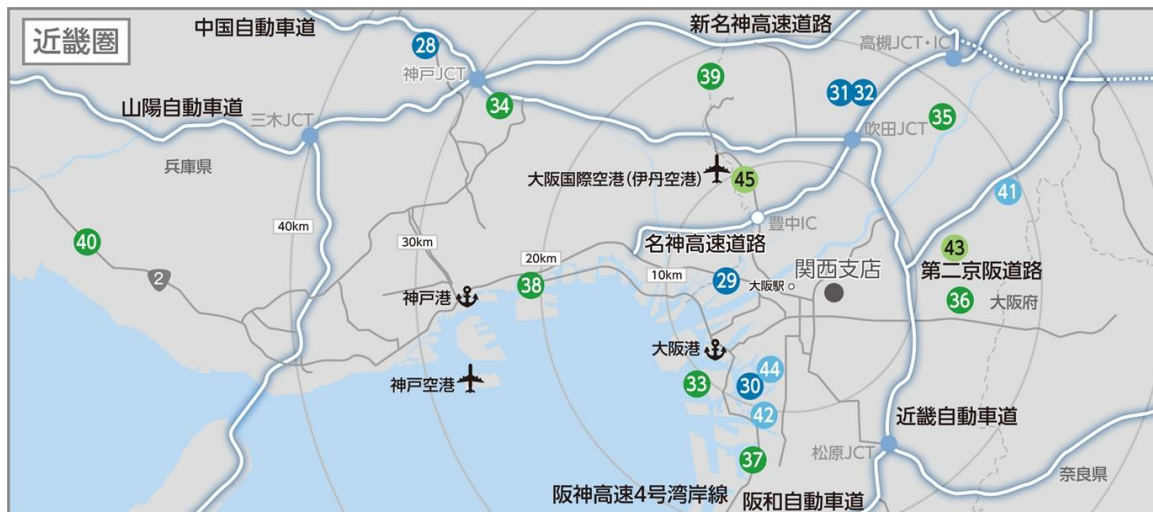 近畿圏
中国自動車道
新名神高速道路
高槻JCT・IC
28
神戸JCT
39
31
32
34
35
山陽自動車道
三木JCT
吹田JCT
兵庫県
大阪国際空港(伊丹空港)
45
41
40km
豊中IC
40
30km
名神高速道路
43
2
20km
10km
関西支店
第二京阪道路
38
29
大阪駅
神戸港
36
大阪府
大阪港
44
神戸空港
33
30
42
近畿自動車道
松原JCT
37
奈良県
阪神高速4号湾岸線
阪和自動車道